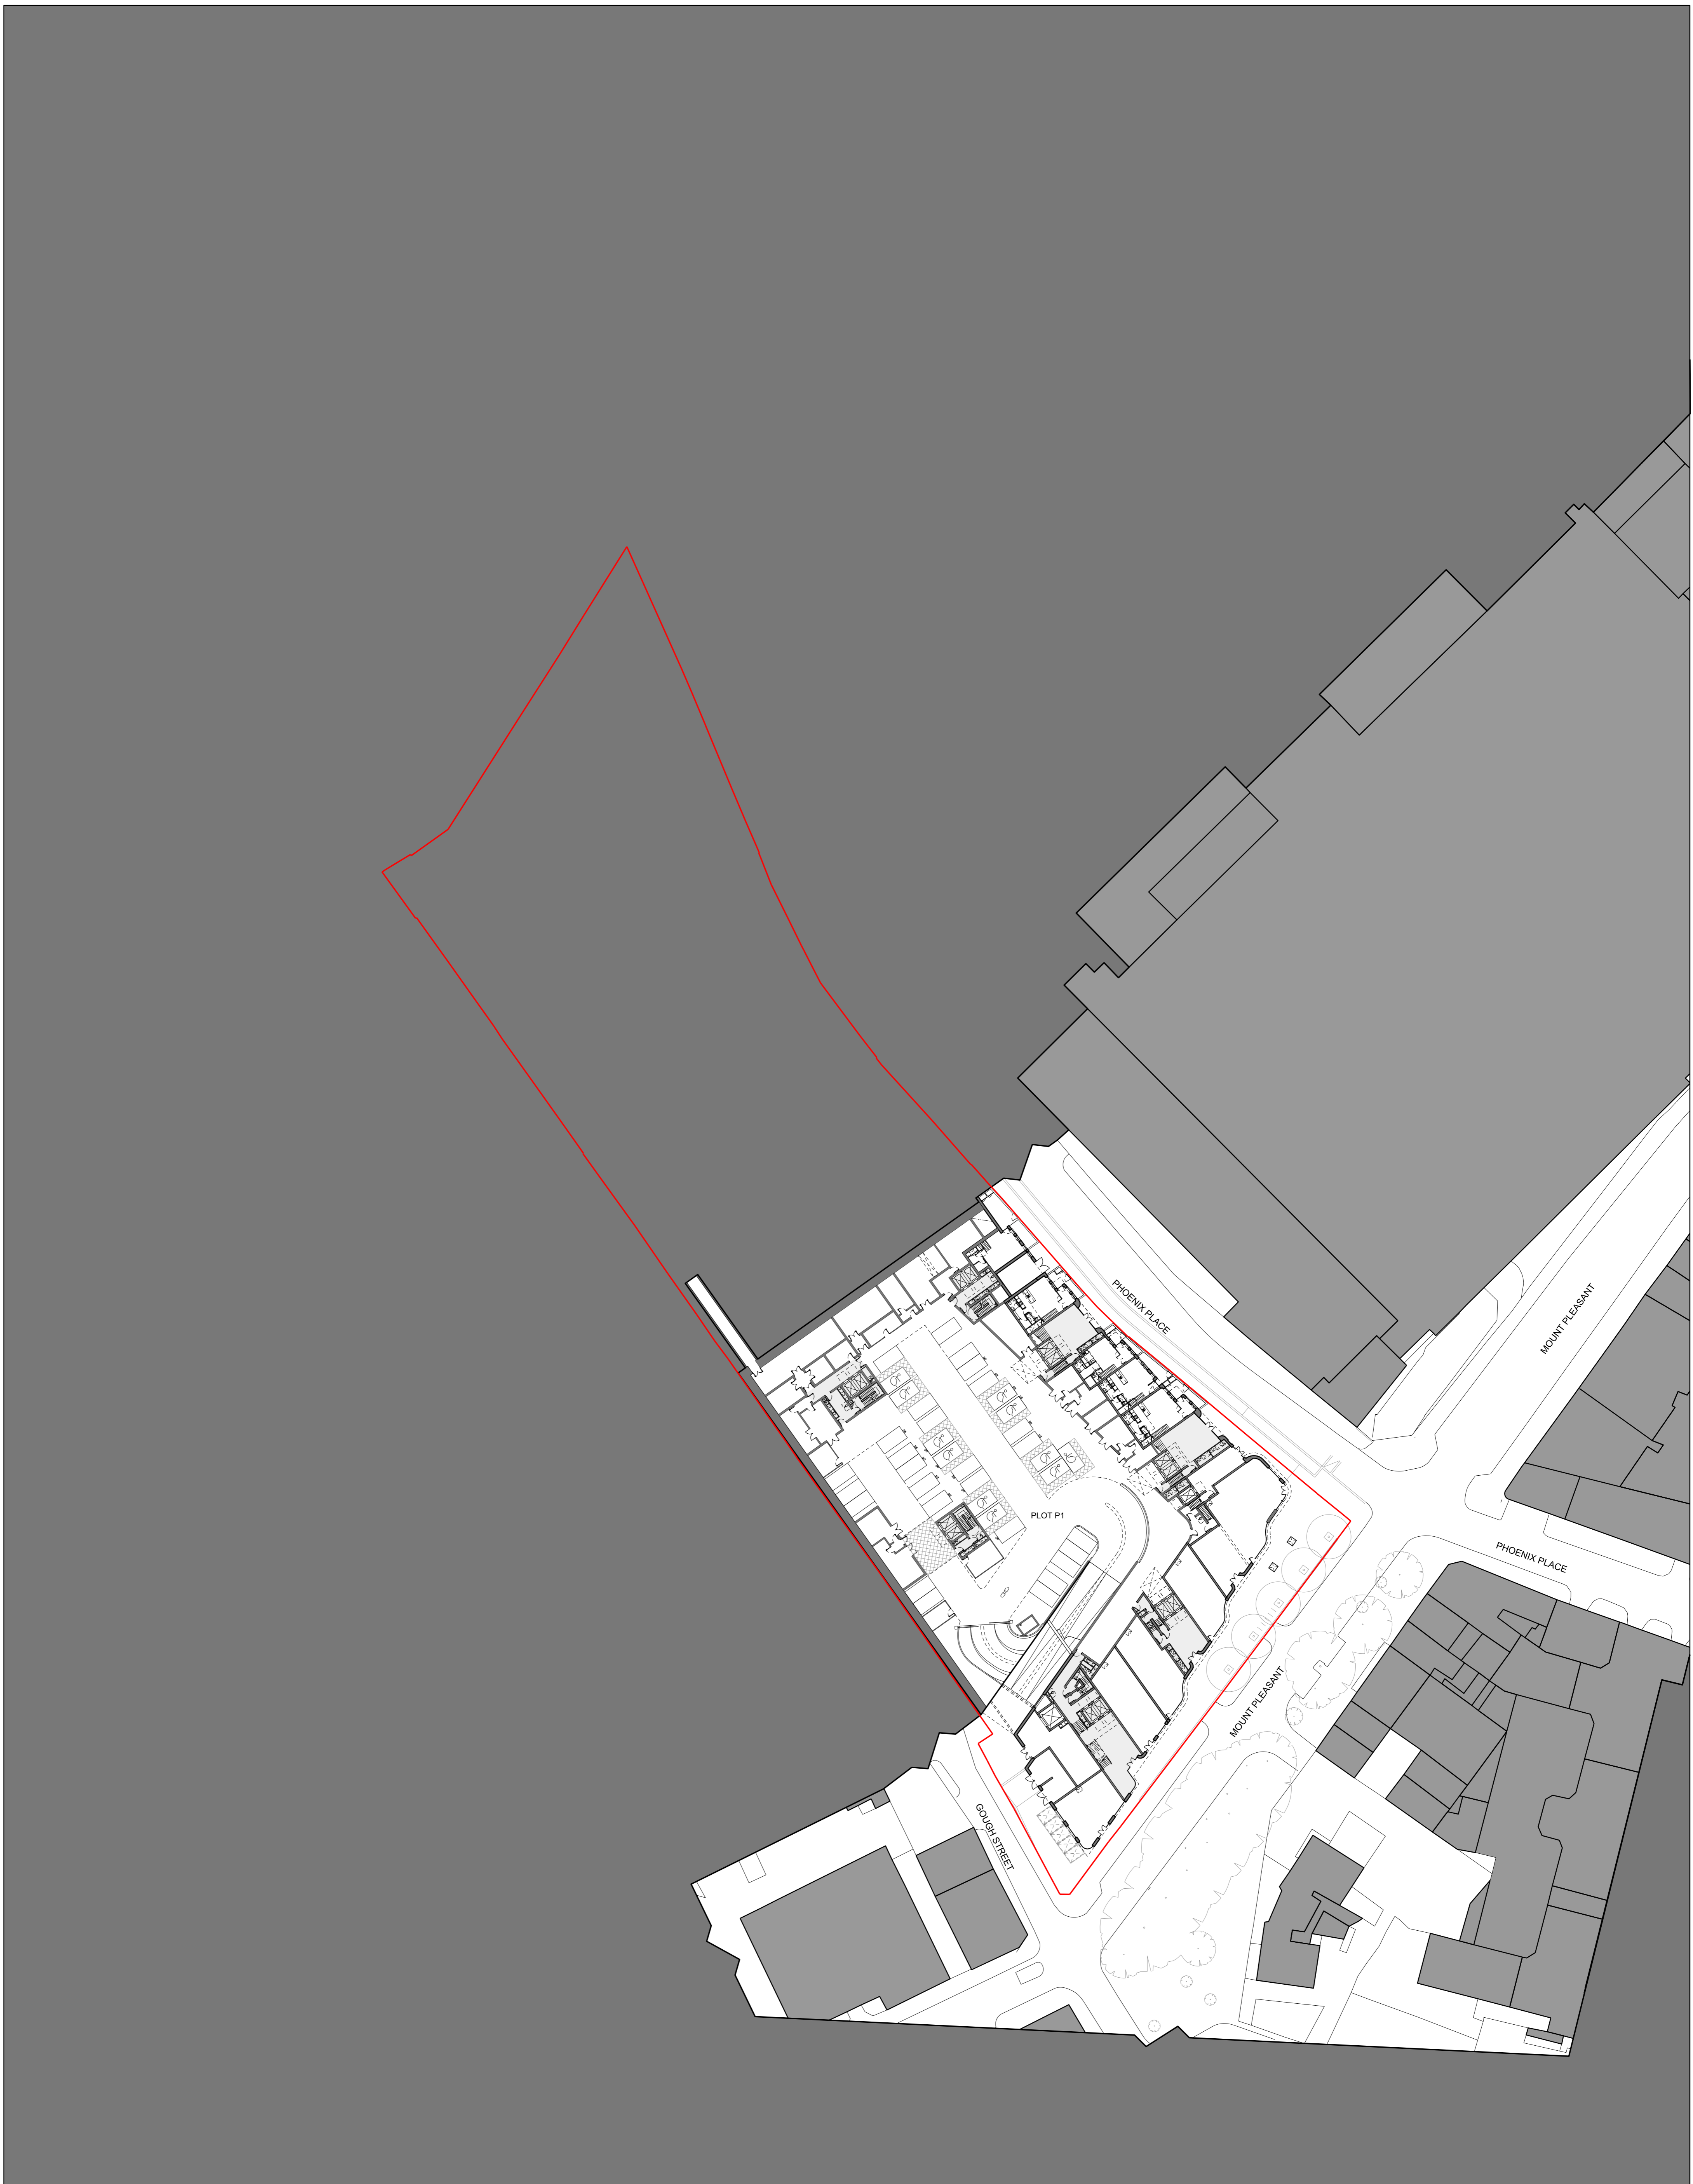 PHOENIX PLACE
MOUNT PLEASANT
PLOT P1
PHOENIX PLACE
MOUNT PLEASANT
GOUGH STREET